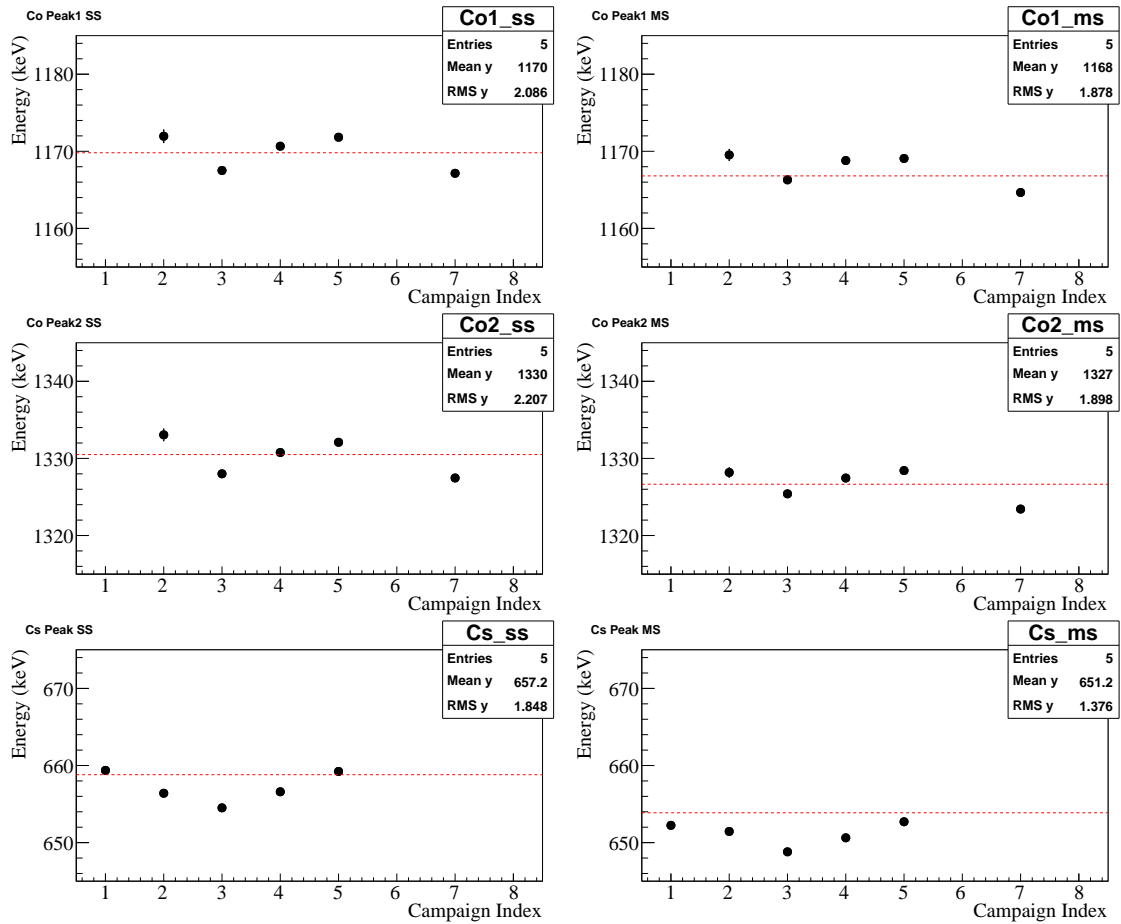 Co Peak1 SS
Co1_ss
Entries 5
Mean y 1170
RMS y 2.086
Energy (keV)
1180
1170
1160
1 2 3 4 5 6 7 8
Campaign Index
Co Peak1 MS
Co1_ms
Entries 5
Mean y 1168
RMS y 1.878
Energy (keV)
1180
1170
1160
1 2 3 4 5 6 7 8
Campaign Index
Co Peak2 SS
Co2_ss
Entries 5
Mean y 1330
RMS y 2.207
Energy (keV)
1340
1330
1320
1 2 3 4 5 6 7 8
Campaign Index
Co Peak2 MS
Co2_ms
Entries 5
Mean y 1327
RMS y 1.898
Energy (keV)
1340
1330
1320
1 2 3 4 5 6 7 8
Campaign Index
Cs Peak SS
Cs_ss
Entries 5
Mean y 657.2
RMS y 1.848
Energy (keV)
670
660
650
1 2 3 4 5 6 7 8
Campaign Index
Cs Peak MS
Cs_ms
Entries 5
Mean y 651.2
RMS y 1.376
Energy (keV)
670
660
650
1 2 3 4 5 6 7 8
Campaign Index